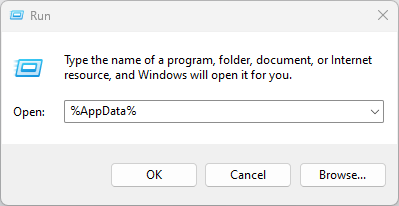 Run
Type the name of a program, folder, document, or Internet
resource, and Windows will open it for you.
Open: %AppData%
OK Cancel Browse...